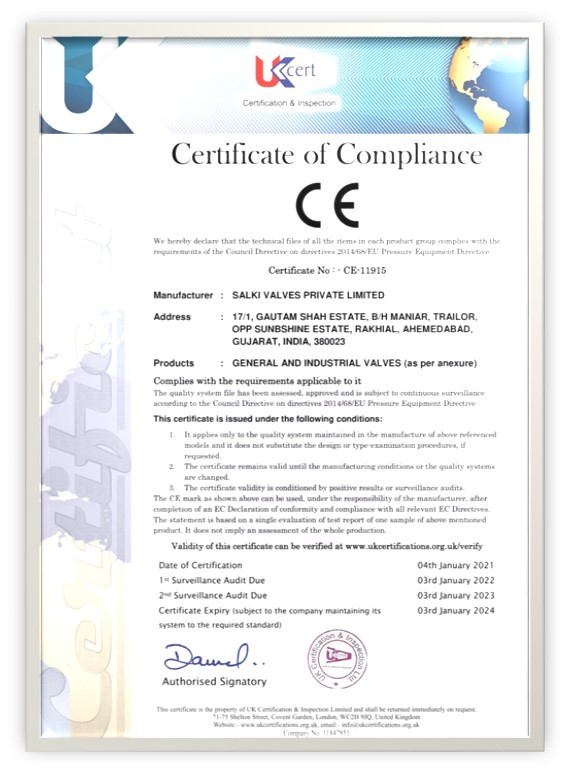 UKcert
Certification & Inspection
Certificate of Compliance
CE
We hereby declare that the technical files of all the items in each product group complies with the
requirements of the Council Directive on directives 2014/68/EU Pressure Equipment Directive
Certificate No : - CE-11915
Manufacturer : SALKI VALVES PRIVATE LIMITED
Address : 17/1, GAUTAM SHAH ESTATE, B/H MANIAR, TRAILOR,
OPP SUNBSHINE ESTATE, RAKHIAL, AHEMEDABAD,
GUJARAT, INDIA, 380023
Products : GENERAL AND INDUSTRIAL VALVES (as per anexure)
Complies with the requirements applicable to it
The quality system file has been assessed, approved and is subject to continuous surveillance
according to the Council Directive on directives 2014/68/EU Pressure Equipment Directive
This certificate is issued under the following conditions:
1. It applies only to the quality system maintained in the manufacture of above referenced
models and it does not substitute the design or type-examination procedures, if
requested.
2. The certificate remains valid until the manufacturing conditions or the quality systems
are changed.
3. The certificate validity is conditioned by positive results or surveillance audits.
The CE mark as shown above can be used, under the responsibility of the manufacturer, after
completion of an EC Declaration of conformity and compliance with all relevant EC Directives.
The statement is based on a single evaluation of test report of one sample of above mentioned
product. It does not imply an assessment of the whole production.
Validity of this certificate can be verified at www.ukcertifications.org.uk/verify
Date of Certification 04th January 2021
1st Surveillance Audit Due 03rd January 2022
2nd Surveillance Audit Due 03rd January 2023
Certificate Expiry (subject to the company maintaining its 03rd January 2024
system to the required standard)
Authorised Signatory
UK Certification & Inspection Ltd
This certificate is the property of UK Certification & Inspection Limited and shall be returned immediately on request.
71-75 Shelton Street, Covent Garden, London, WC2H 9JQ, United Kingdom
Website: - www.ukcertifications.org.uk, email: - info@ukcertifications.org.uk
Certificat